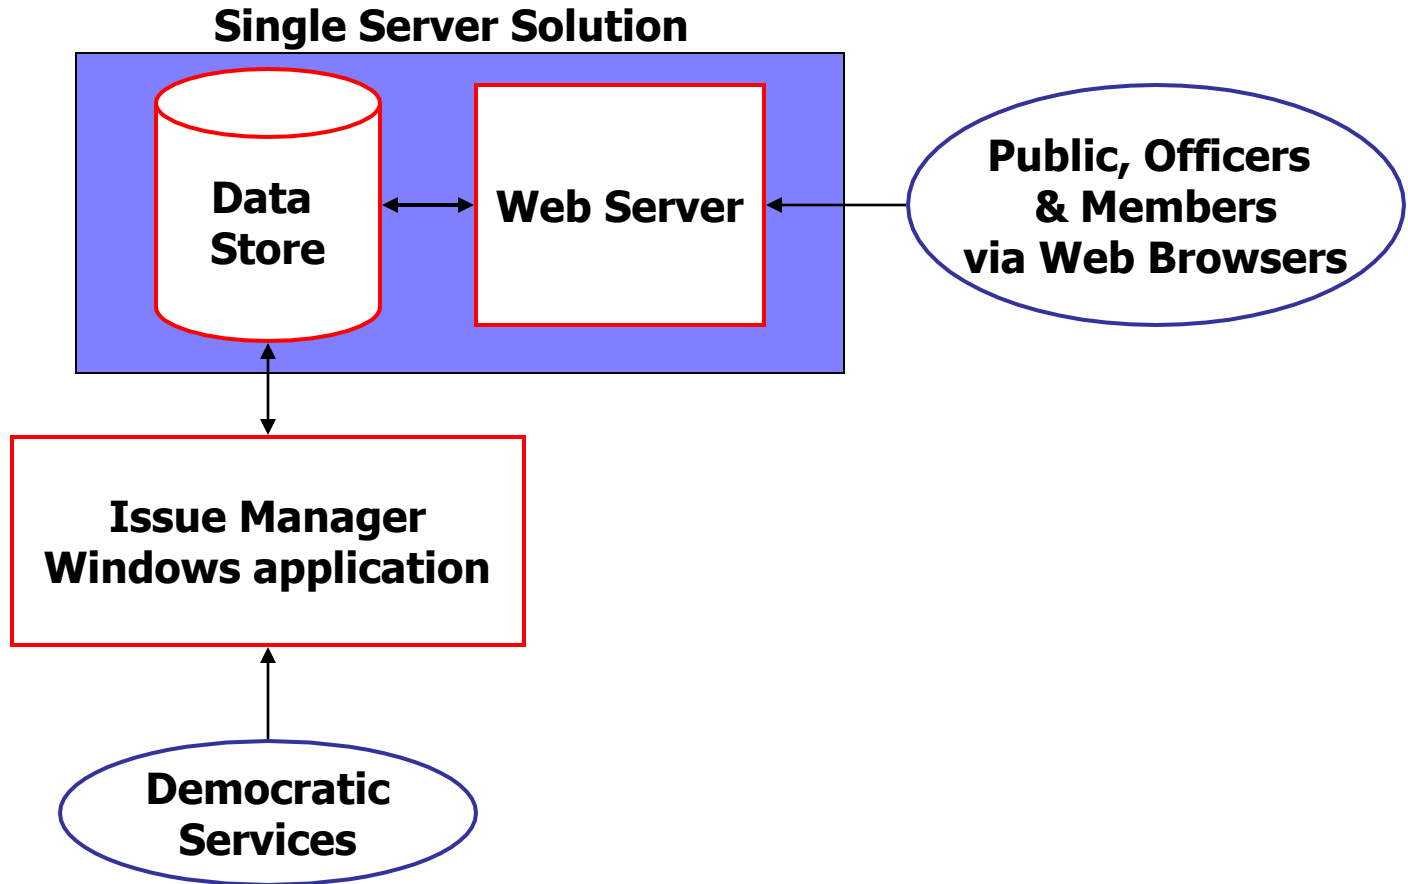 Single Server Solution
Data
Store
Web Server
Public, Officers
& Members
via Web Browsers
Issue Manager
Windows application
Democratic
Services